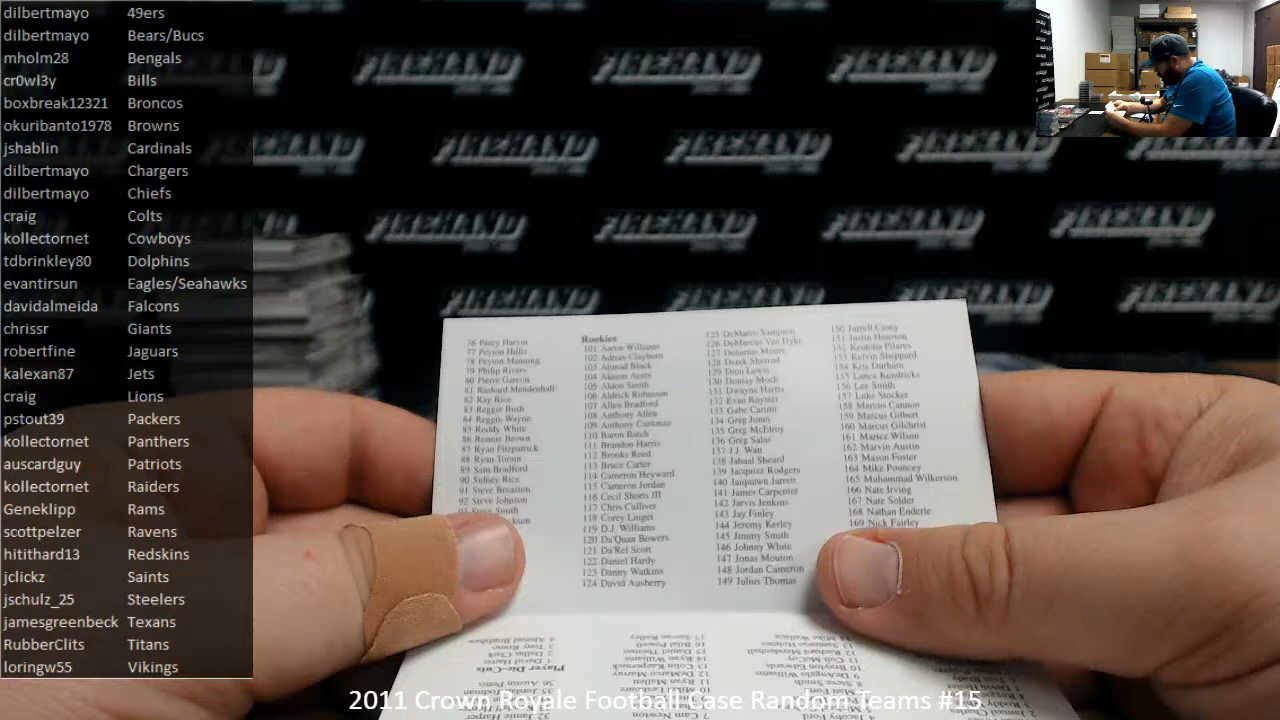 dilbertmayo 49ers
dilbertmayo Bears/Bucs
mholm28 Bengals
cr0wl3y Bills
boxbreak12321 Broncos
okuribanto1978 Browns
jshablin Cardinals
dilbertmayo Chargers
dilbertmayo Chiefs
craig Colts
kollectornet Cowboys
tdbrinkley80 Dolphins
evantirsun Eagles/Seahawks
davidalmeida Falcons
chrissr Giants
robertfine Jaguars
kalexan87 Jets
craig Lions
pstout39 Packers
kollectornet Panthers
auscardguy Patriots
kollectornet Raiders
Geneklipp Rams
scottpelzer Ravens
hitithard13 Redskins
jclickz Saints
jschulz_25 Steelers
jamesgreenbeck Texans
RubberClits Titans
loringw55 Vikings
FIREHAND
76 Percy Harvin
77 Peyton Hillis
78 Peyton Manning
79 Philip Rivers
80 Pierre Garcon
81 Rashard Mendenhall
82 Ray Rice
83 Reggie Bush
84 Reggie Wayne
85 Roddy White
86 Ronnie Brown
87 Ryan Fitzpatrick
88 Ryan Torain
89 Sam Bradford
90 Sidney Rice
91 Steve Breaston
92 Steve Johnson
Rookies
101 Aaron Williams
102 Adrian Clayborn
103 Ahmad Black
104 Akeem Ayers
105 Aldon Smith
106 Aldrick Robinson
107 Allen Bradford
108 Anthony Allen
109 Anthony Castonzo
110 Baron Batch
111 Brandon Harris
112 Brooks Reed
113 Bruce Carter
114 Cameron Heyward
115 Cameron Jordan
116 Cecil Shorts III
117 Chris Culliver
118 Corey Liuget
119 D.J. Williams
120 Da'Quan Bowers
121 Da'Rel Scott
122 Daniel Hardy
123 Danny Watkins
124 David Ausberry
125 DeMarco Sampson
126 DeMarcus Van Dyke
127 Denarius Moore
128 Derek Sherrod
129 Dion Lewis
130 Dontay Moch
131 Dwayne Harris
132 Evan Royster
133 Gabe Carimi
134 Greg Jones
135 Greg McElroy
136 Greg Salas
137 J.J. Watt
138 Jabaal Sheard
139 Jacquizz Rodgers
140 Jaiquawn Jarrett
141 James Carpenter
142 Jarvis Jenkins
143 Jay Finley
144 Jeremy Kerley
145 Jimmy Smith
146 Johnny White
147 Jonas Mouton
148 Jordan Cameron
149 Julius Thomas
150 Jurrell Casey
151 Justin Houston
152 Kealoha Pilares
153 Kelvin Sheppard
154 Kris Durham
155 Lance Kendricks
156 Lee Smith
157 Luke Stocker
158 Marcus Cannon
159 Marcus Gilbert
160 Marcus Gilchrist
161 Martez Wilson
162 Marvin Austin
163 Mason Foster
164 Mike Pouncey
165 Muhammad Wilkerson
166 Nate Irving
167 Nate Solder
168 Nathan Enderle
169 Nick Fairley
2011 Crown Royale Football Case Random Teams #15